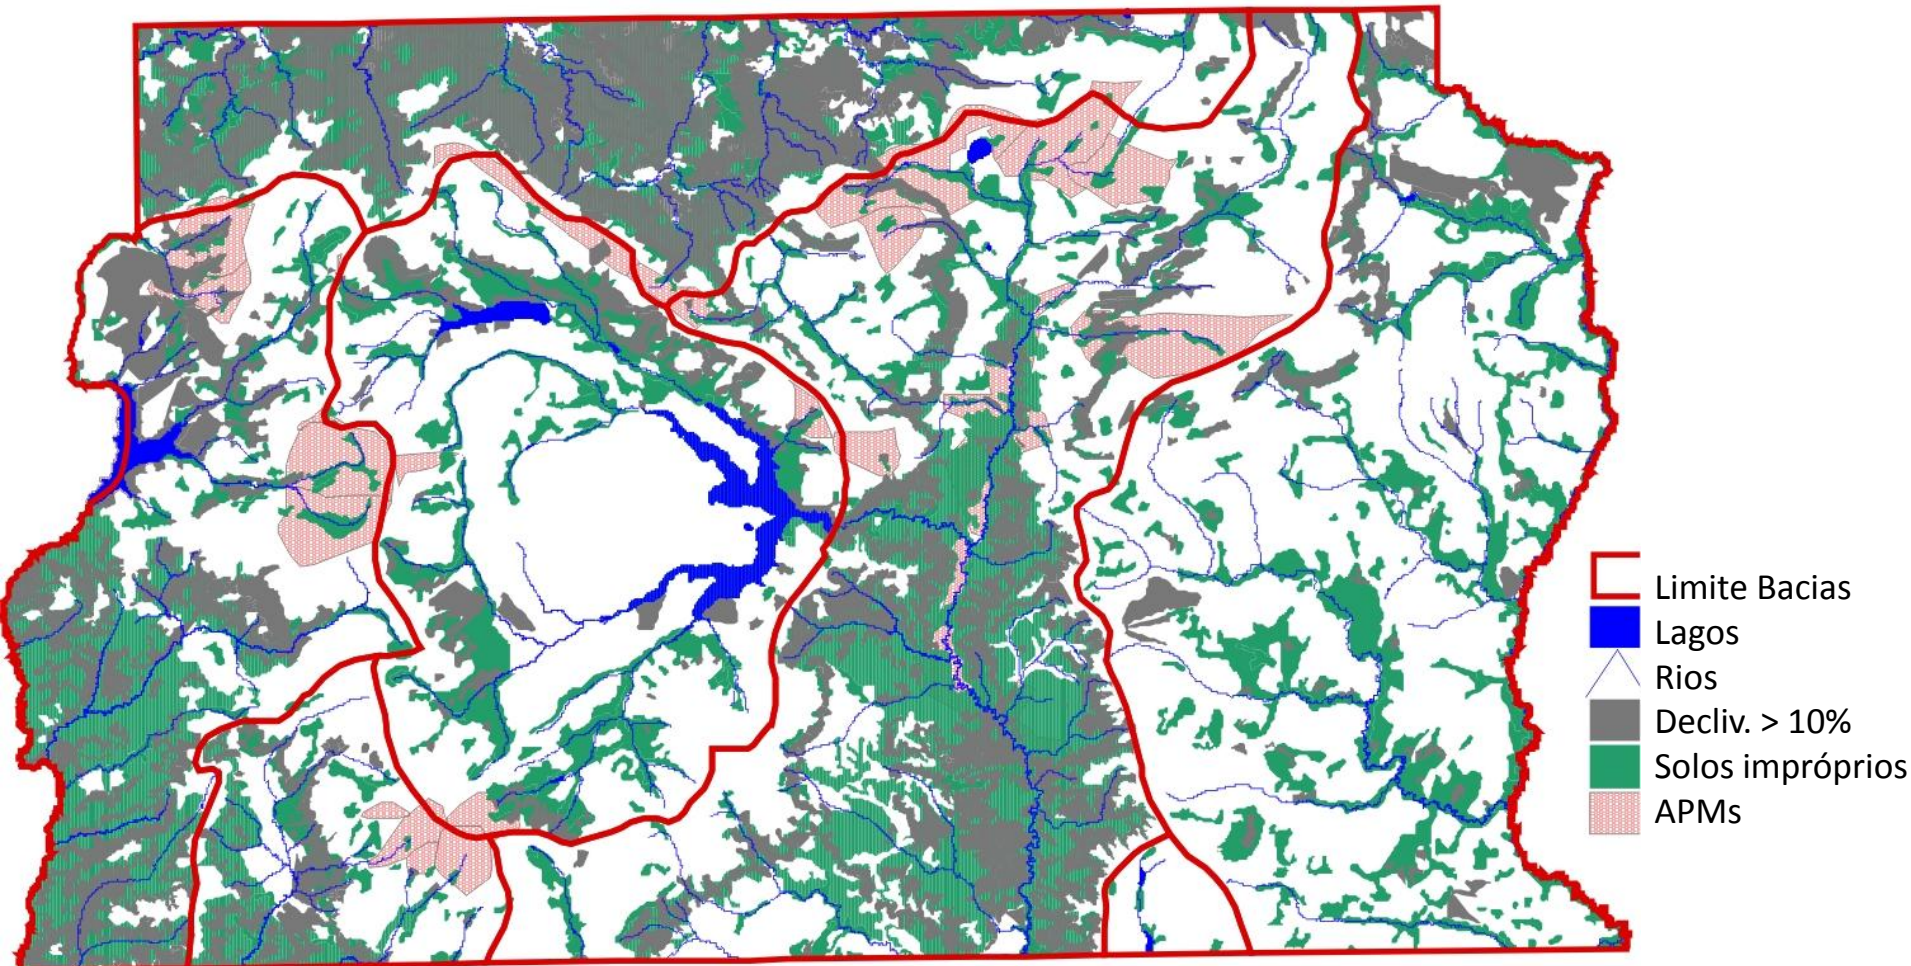 Limite Bacias
Lagos
Rios
Decliv. > 10%
Solos impróprios
APMs